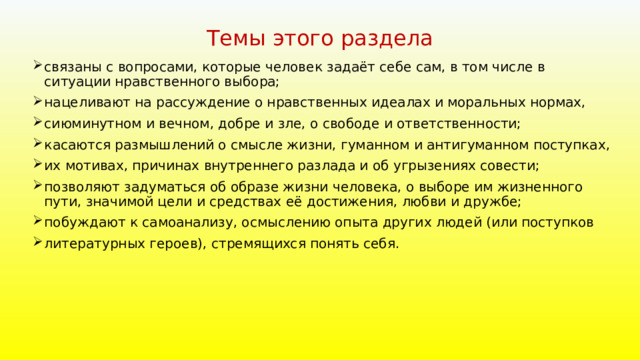 Темы этого раздела
связаны с вопросами, которые человек задаёт себе сам, в том числе в
ситуации нравственного выбора;
нацеливают на рассуждение о нравственных идеалах и моральных нормах,
сиюминутном и вечном, добре и зле, о свободе и ответственности;
касаются размышлений о смысле жизни, гуманном и антигуманном поступках,
их мотивах, причинах внутреннего разлада и об угрызениях совести;
позволяют задуматься об образе жизни человека, о выборе им жизненного
пути, значимой цели и средствах её достижения, любви и дружбе;
побуждают к самоанализу, осмыслению опыта других людей (или поступков
литературных героев), стремящихся понять себя.